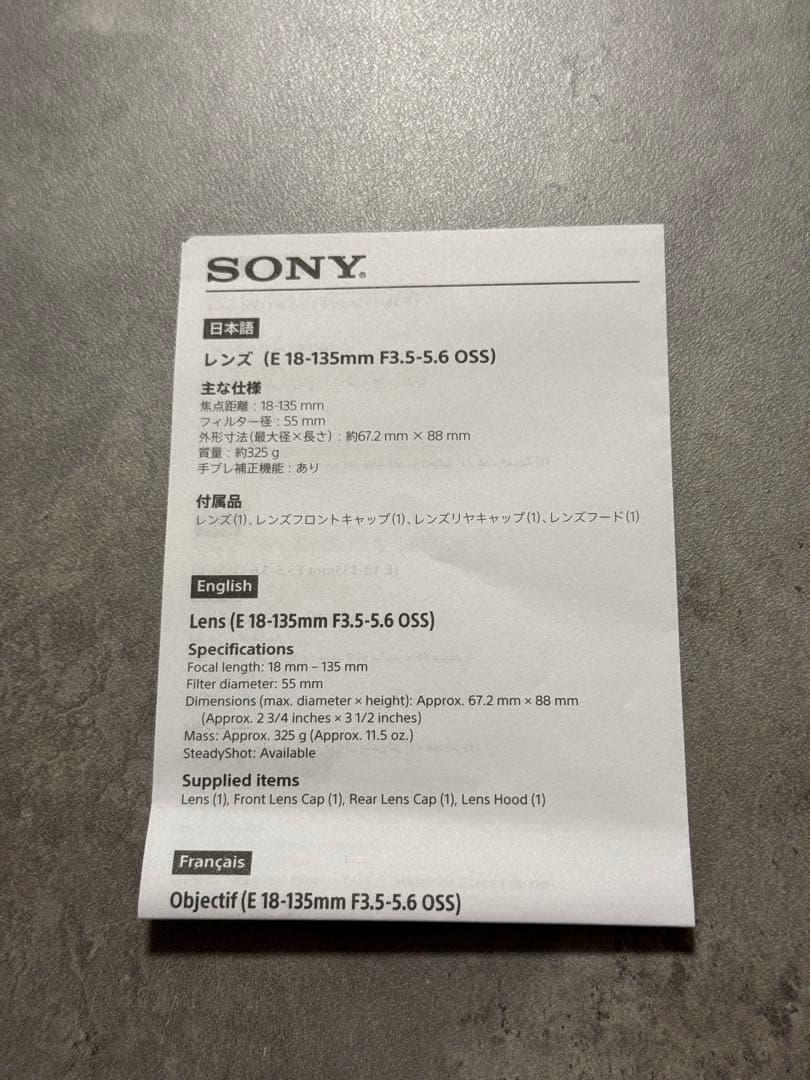 SONY®
日本語
レンズ（E 18-135mm F3.5-5.6 OSS）
主な仕様
焦点距離：18-135 mm
フィルター径：55 mm
外形寸法（最大径×長さ）：約67.2 mm × 88 mm
質量：約325 g
手ブレ補正機能：あり
付属品
レンズ(1)、レンズフロントキャップ(1)、レンズリヤキャップ(1)、レンズフード(1)
English
Lens (E 18-135mm F3.5-5.6 OSS)
Specifications
Focal length: 18 mm – 135 mm
Filter diameter: 55 mm
Dimensions (max. diameter × height): Approx. 67.2 mm × 88 mm
(Approx. 2 3/4 inches × 3 1/2 inches)
Mass: Approx. 325 g (Approx. 11.5 oz.)
SteadyShot: Available
Supplied items
Lens (1), Front Lens Cap (1), Rear Lens Cap (1), Lens Hood (1)
Français
Objectif (E 18-135mm F3.5-5.6 OSS)